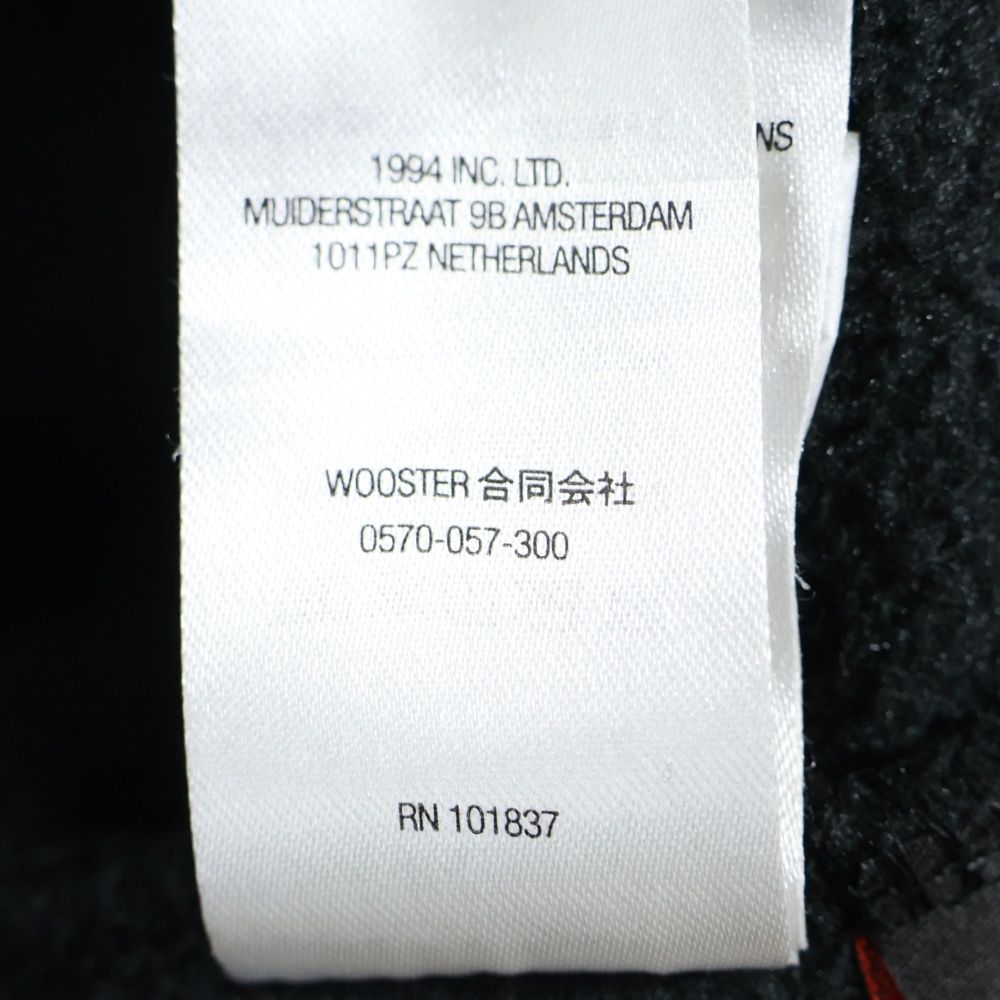 1994 INC. LTD.
MUIDERSTRAAT 9B AMSTERDAM
1011PZ NETHERLANDS
WOOSTER 合同会社
0570-057-300
RN 101837